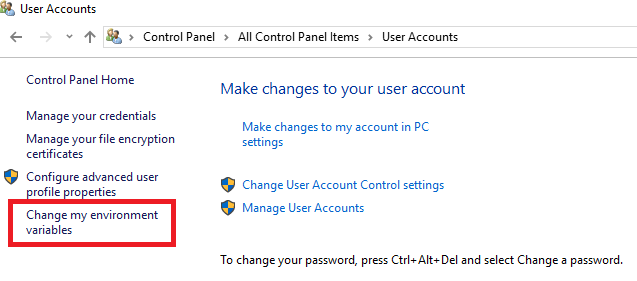 User Accounts
Control Panel > All Control Panel Items > User Accounts
Control Panel Home
Manage your credentials
Manage your file encryption
certificates
Configure advanced user
profile properties
Change my environment
variables
Make changes to your user account
Make changes to my account in PC
settings
Change User Account Control settings
Manage User Accounts
To change your password, press Ctrl+Alt+Del and select Change a password.